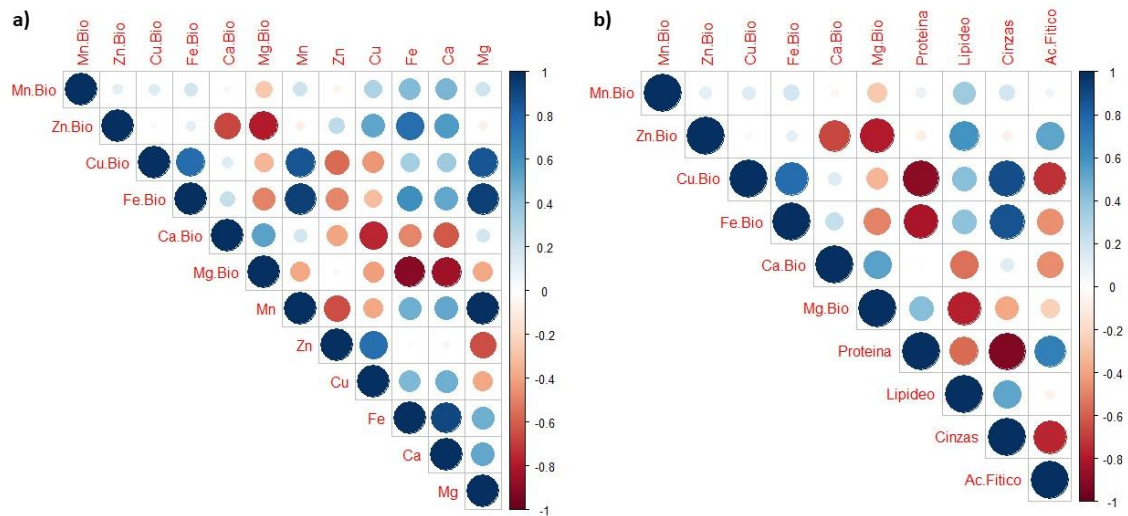 a)
Mn.Bio Zn.Bio Cu.Bio Fe.Bio Ca.Bio Mg.Bio Mn Zn Cu Fe Ca Mg
Mn.Bio
Zn.Bio
Cu.Bio
Fe.Bio
Ca.Bio
Mg.Bio
Mn
Zn
Cu
Fe
Ca
Mg
1
0.8
0.6
0.4
0.2
0
-0.2
-0.4
-0.6
-0.8
-1
b)
Mn.Bio Zn.Bio Cu.Bio Fe.Bio Ca.Bio Mg.Bio Proteina Lipideo Cinzas Ac.Fitico
Mn.Bio
Zn.Bio
Cu.Bio
Fe.Bio
Ca.Bio
Mg.Bio
Proteina
Lipideo
Cinzas
Ac.Fitico
1
0.8
0.6
0.4
0.2
0
-0.2
-0.4
-0.6
-0.8
-1